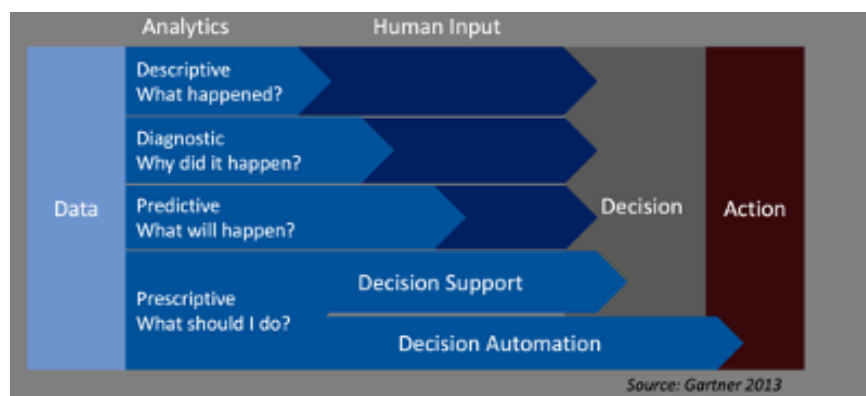 Analytics
Human Input
Descriptive
What happened?
Diagnostic
Why did it happen?
Data
Predictive
What will happen?
Decision
Action
Prescriptive
What should I do?
Decision Support
Decision Automation
Source: Gartner 2013